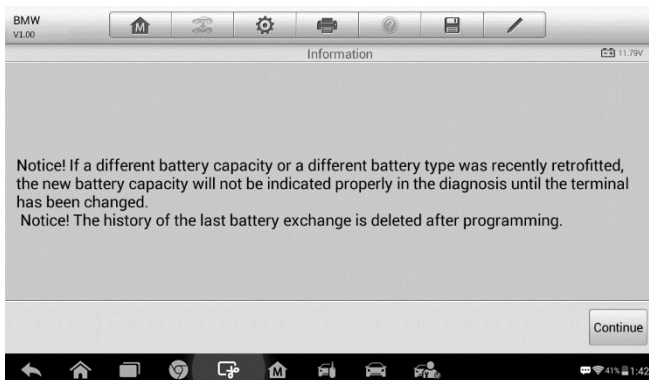 BMW
V1.00
Information
11.79V
Notice! If a different battery capacity or a different battery type was recently retrofitted,
the new battery capacity will not be indicated properly in the diagnosis until the terminal
has been changed.
Notice! The history of the last battery exchange is deleted after programming.
Continue
41% 1:42